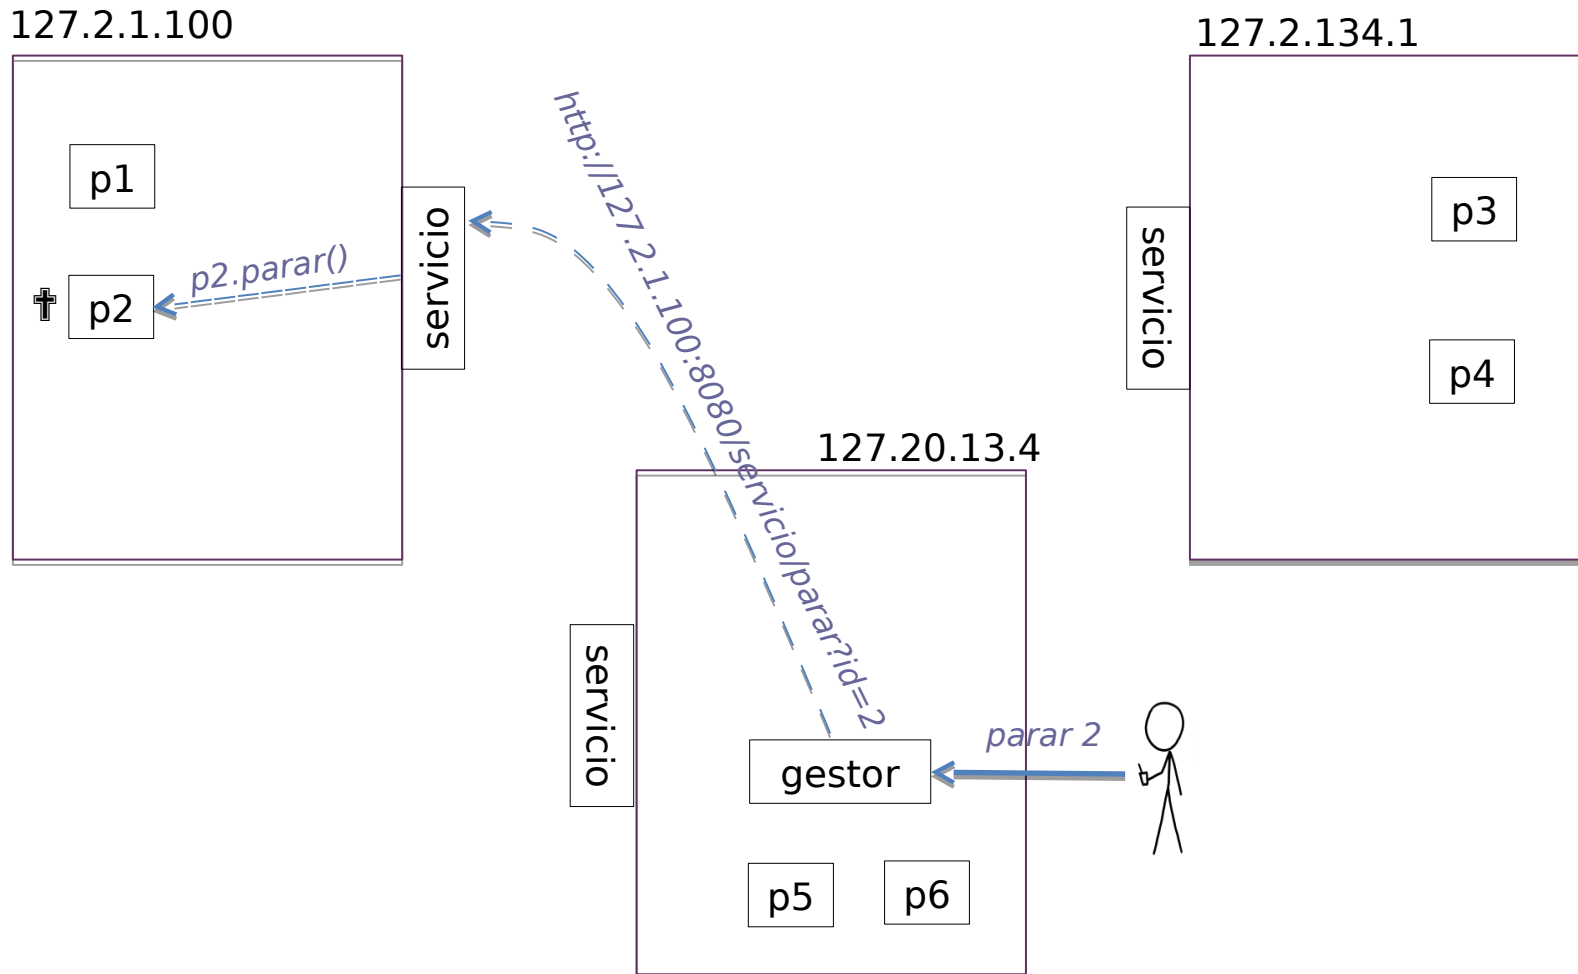 127.2.1.100
127.2.134.1
p1
p2
p2.parar()
servicio
http://127.2.1.100:8080/servicio/parar?id=2
servicio
p3
p4
127.20.13.4
servicio
gestor
parar 2
p5
p6